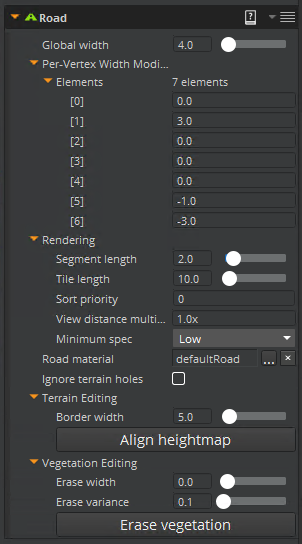 Road
Global width 4.0
Per-Vertex Width Modi...
Elements 7 elements
[0] 0.0
[1] 3.0
[2] 0.0
[3] 0.0
[4] 0.0
[5] -1.0
[6] -3.0
Rendering
Segment length 2.0
Tile length 10.0
Sort priority 0
View distance multi... 1.0x
Minimum spec Low
Road material defaultRoad ... ×
Ignore terrain holes
Terrain Editing
Border width 5.0
Align heightmap
Vegetation Editing
Erase width 0.0
Erase variance 0.1
Erase vegetation